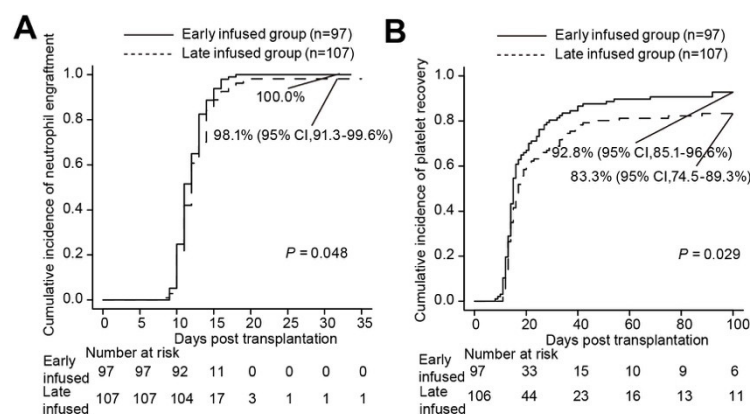 A
Early infused group (n=97)
Late infused group (n=107)
Cumulative incidence of neutrophil engraftment
1.0
0.8
0.6
0.4
0.2
0.0
100.0%
98.1% (95% CI,91.3-99.6%)
P = 0.048
0 5 10 15 20 25 30 35
Days post transplantation
Number at risk
Early infused 97 97 92 11 0 0 0 0
Late infused 107 107 104 17 3 1 1 1
B
Early infused group (n=97)
Late infused group (n=107)
Cumulative incidence of platelet recovery
1.0
0.8
0.6
0.4
0.2
0.0
92.8% (95% CI,85.1-96.6%)
83.3% (95% CI,74.5-89.3%)
P = 0.029
0 20 40 60 80 100
Days post transplantation
Number at risk
Early infused 97 33 15 10 9 6
Late infused 106 44 23 16 13 11